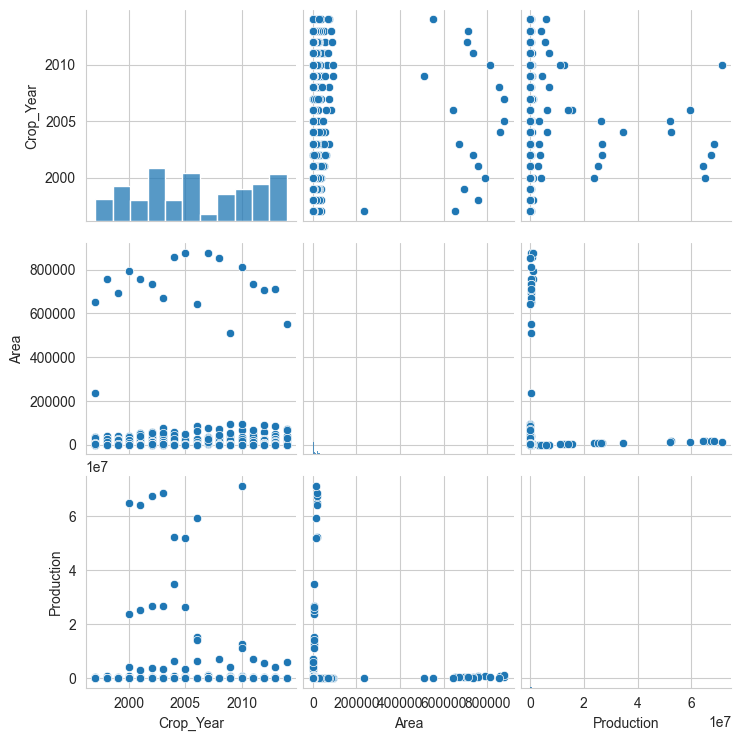 2010
2005
2000
Crop_Year
800000
600000
400000
200000
0
Area
1e7
6
4
2
0
Production
2000 2005 2010
Crop_Year
0 200000 400000 600000 800000
Area
0 2 4 6
1e7
Production